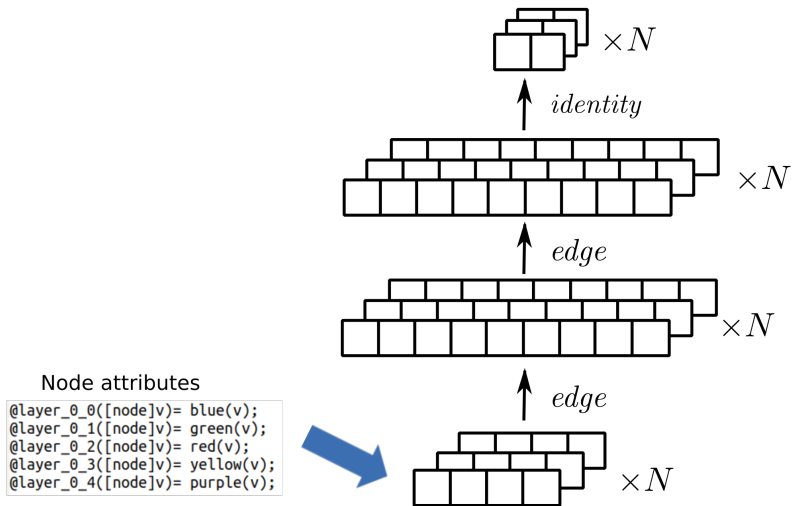 ×N
identity
×N
edge
×N
edge
Node attributes
@layer_0_0([node]v)= blue(v);
@layer_0_1([node]v)= green(v);
@layer_0_2([node]v)= red(v);
@layer_0_3([node]v)= yellow(v);
@layer_0_4([node]v)= purple(v);
×N